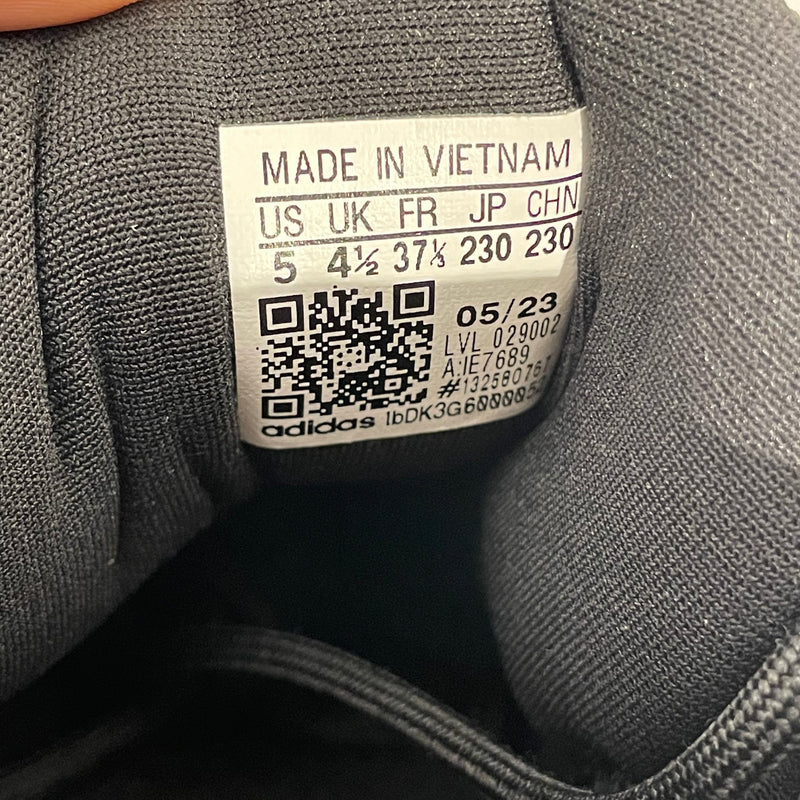 MADE IN VIETNAM
US UK FR JP CHN
5 4½ 37⅓ 230 230
05/23
LVL 029002
A:IE7689
adidas